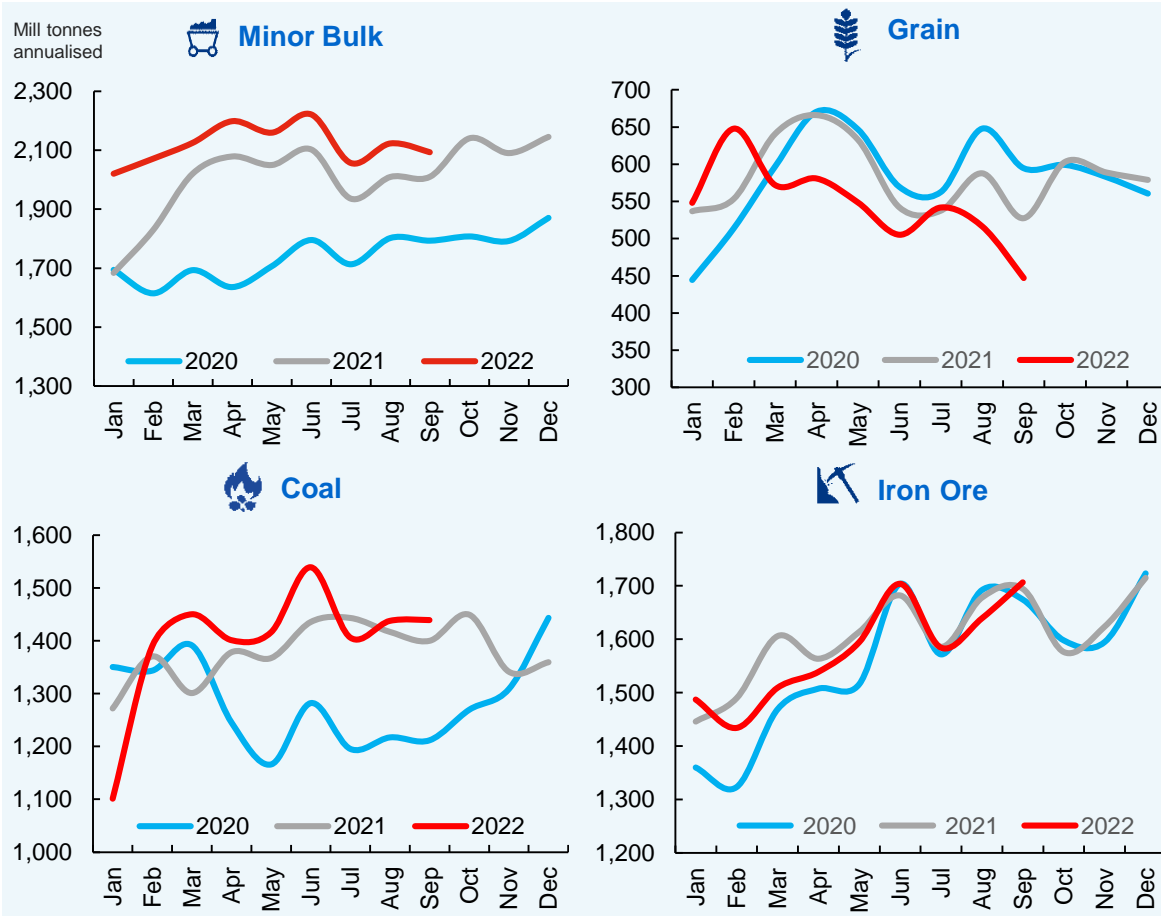 Mill tonnes
annualised
Minor Bulk
2,300
2,100
1,900
1,700
1,500
1,300
2020 2021 2022
Jan Feb Mar Apr May Jun Jul Aug Sep Oct Nov Dec
Grain
700
650
600
550
500
450
400
350
300
2020 2021 2022
Jan Feb Mar Apr May Jun Jul Aug Sep Oct Nov Dec
Coal
1,600
1,500
1,400
1,300
1,200
1,100
1,000
2020 2021 2022
Jan Feb Mar Apr May Jun Jul Aug Sep Oct Nov Dec
Iron Ore
1,800
1,700
1,600
1,500
1,400
1,300
1,200
2020 2021 2022
Jan Feb Mar Apr May Jun Jul Aug Sep Oct Nov Dec